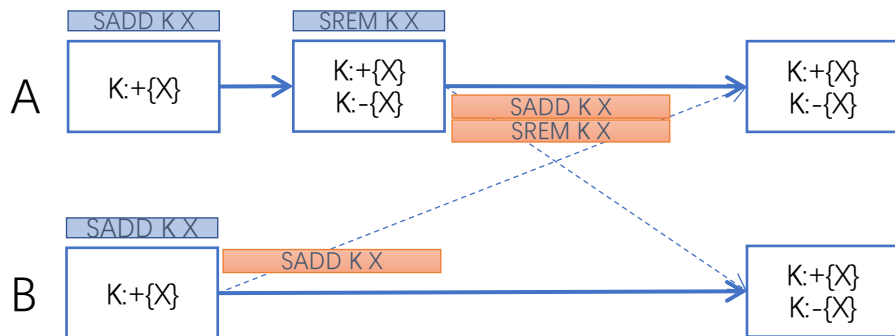 SADD K X
SREM K X
A
K:+{X}
K:+{X}
K:-{X}
K:+{X}
K:-{X}
SADD K X
SREM K X
SADD K X
B
K:+{X}
SADD K X
K:+{X}
K:-{X}